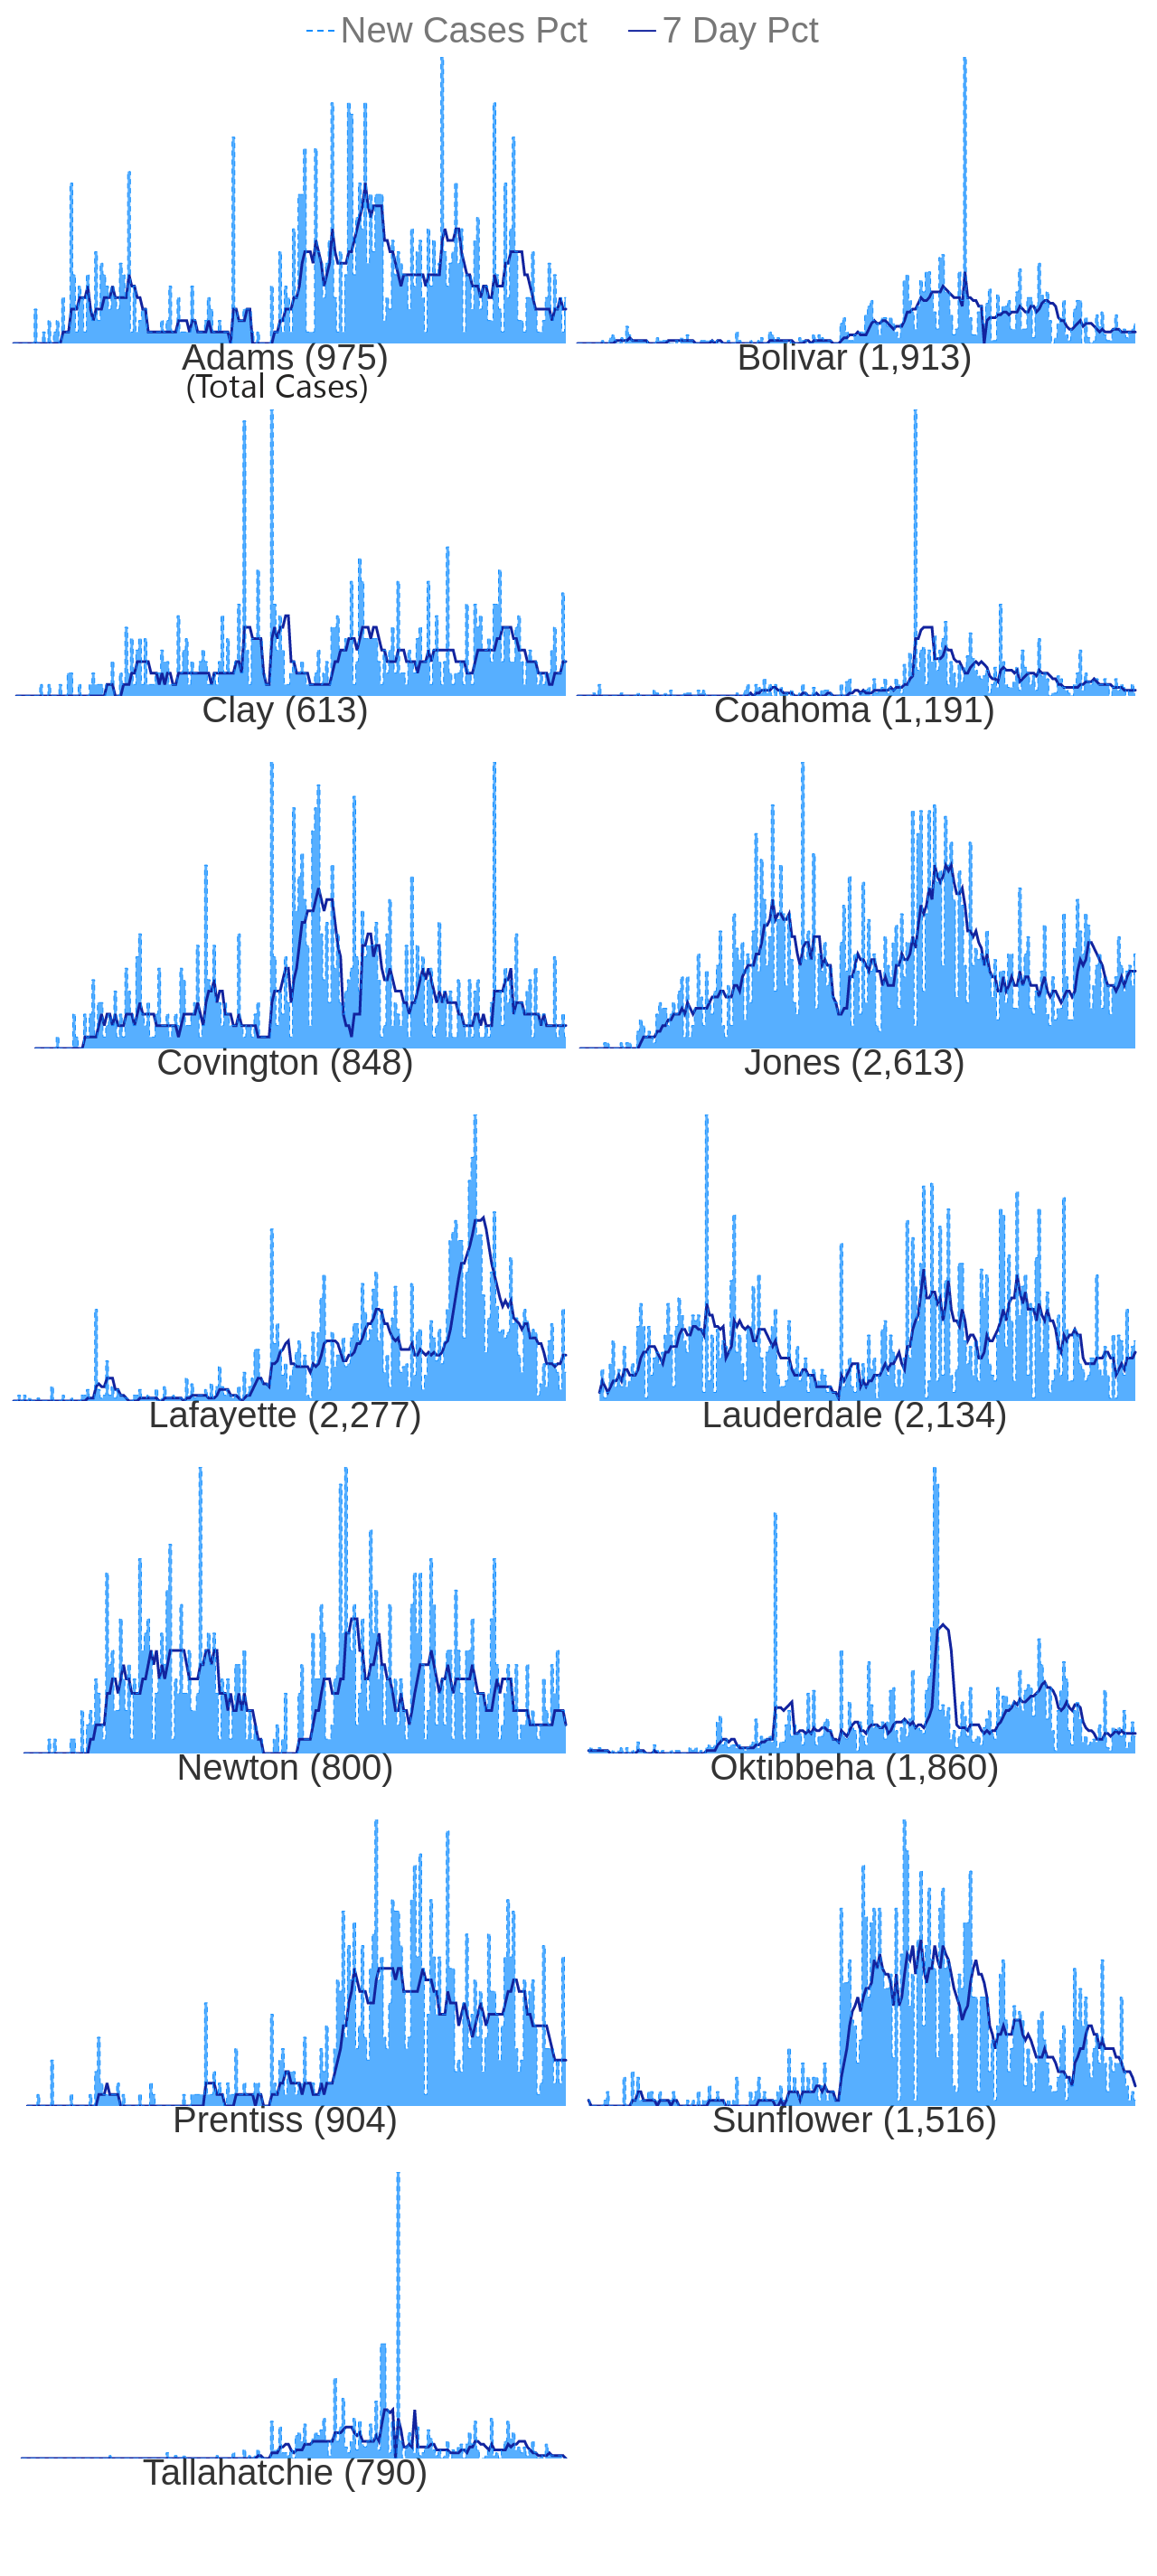 New Cases Pct 7 Day Pct
Adams (975) Bolivar (1,913)
(Total Cases)
Clay (613) Coahoma (1,191)
Covington (848) Jones (2,613)
Lafayette (2,277) Lauderdale (2,134)
Newton (800) Oktibbeha (1,860)
Prentiss (904) Sunflower (1,516)
Tallahatchie (790)